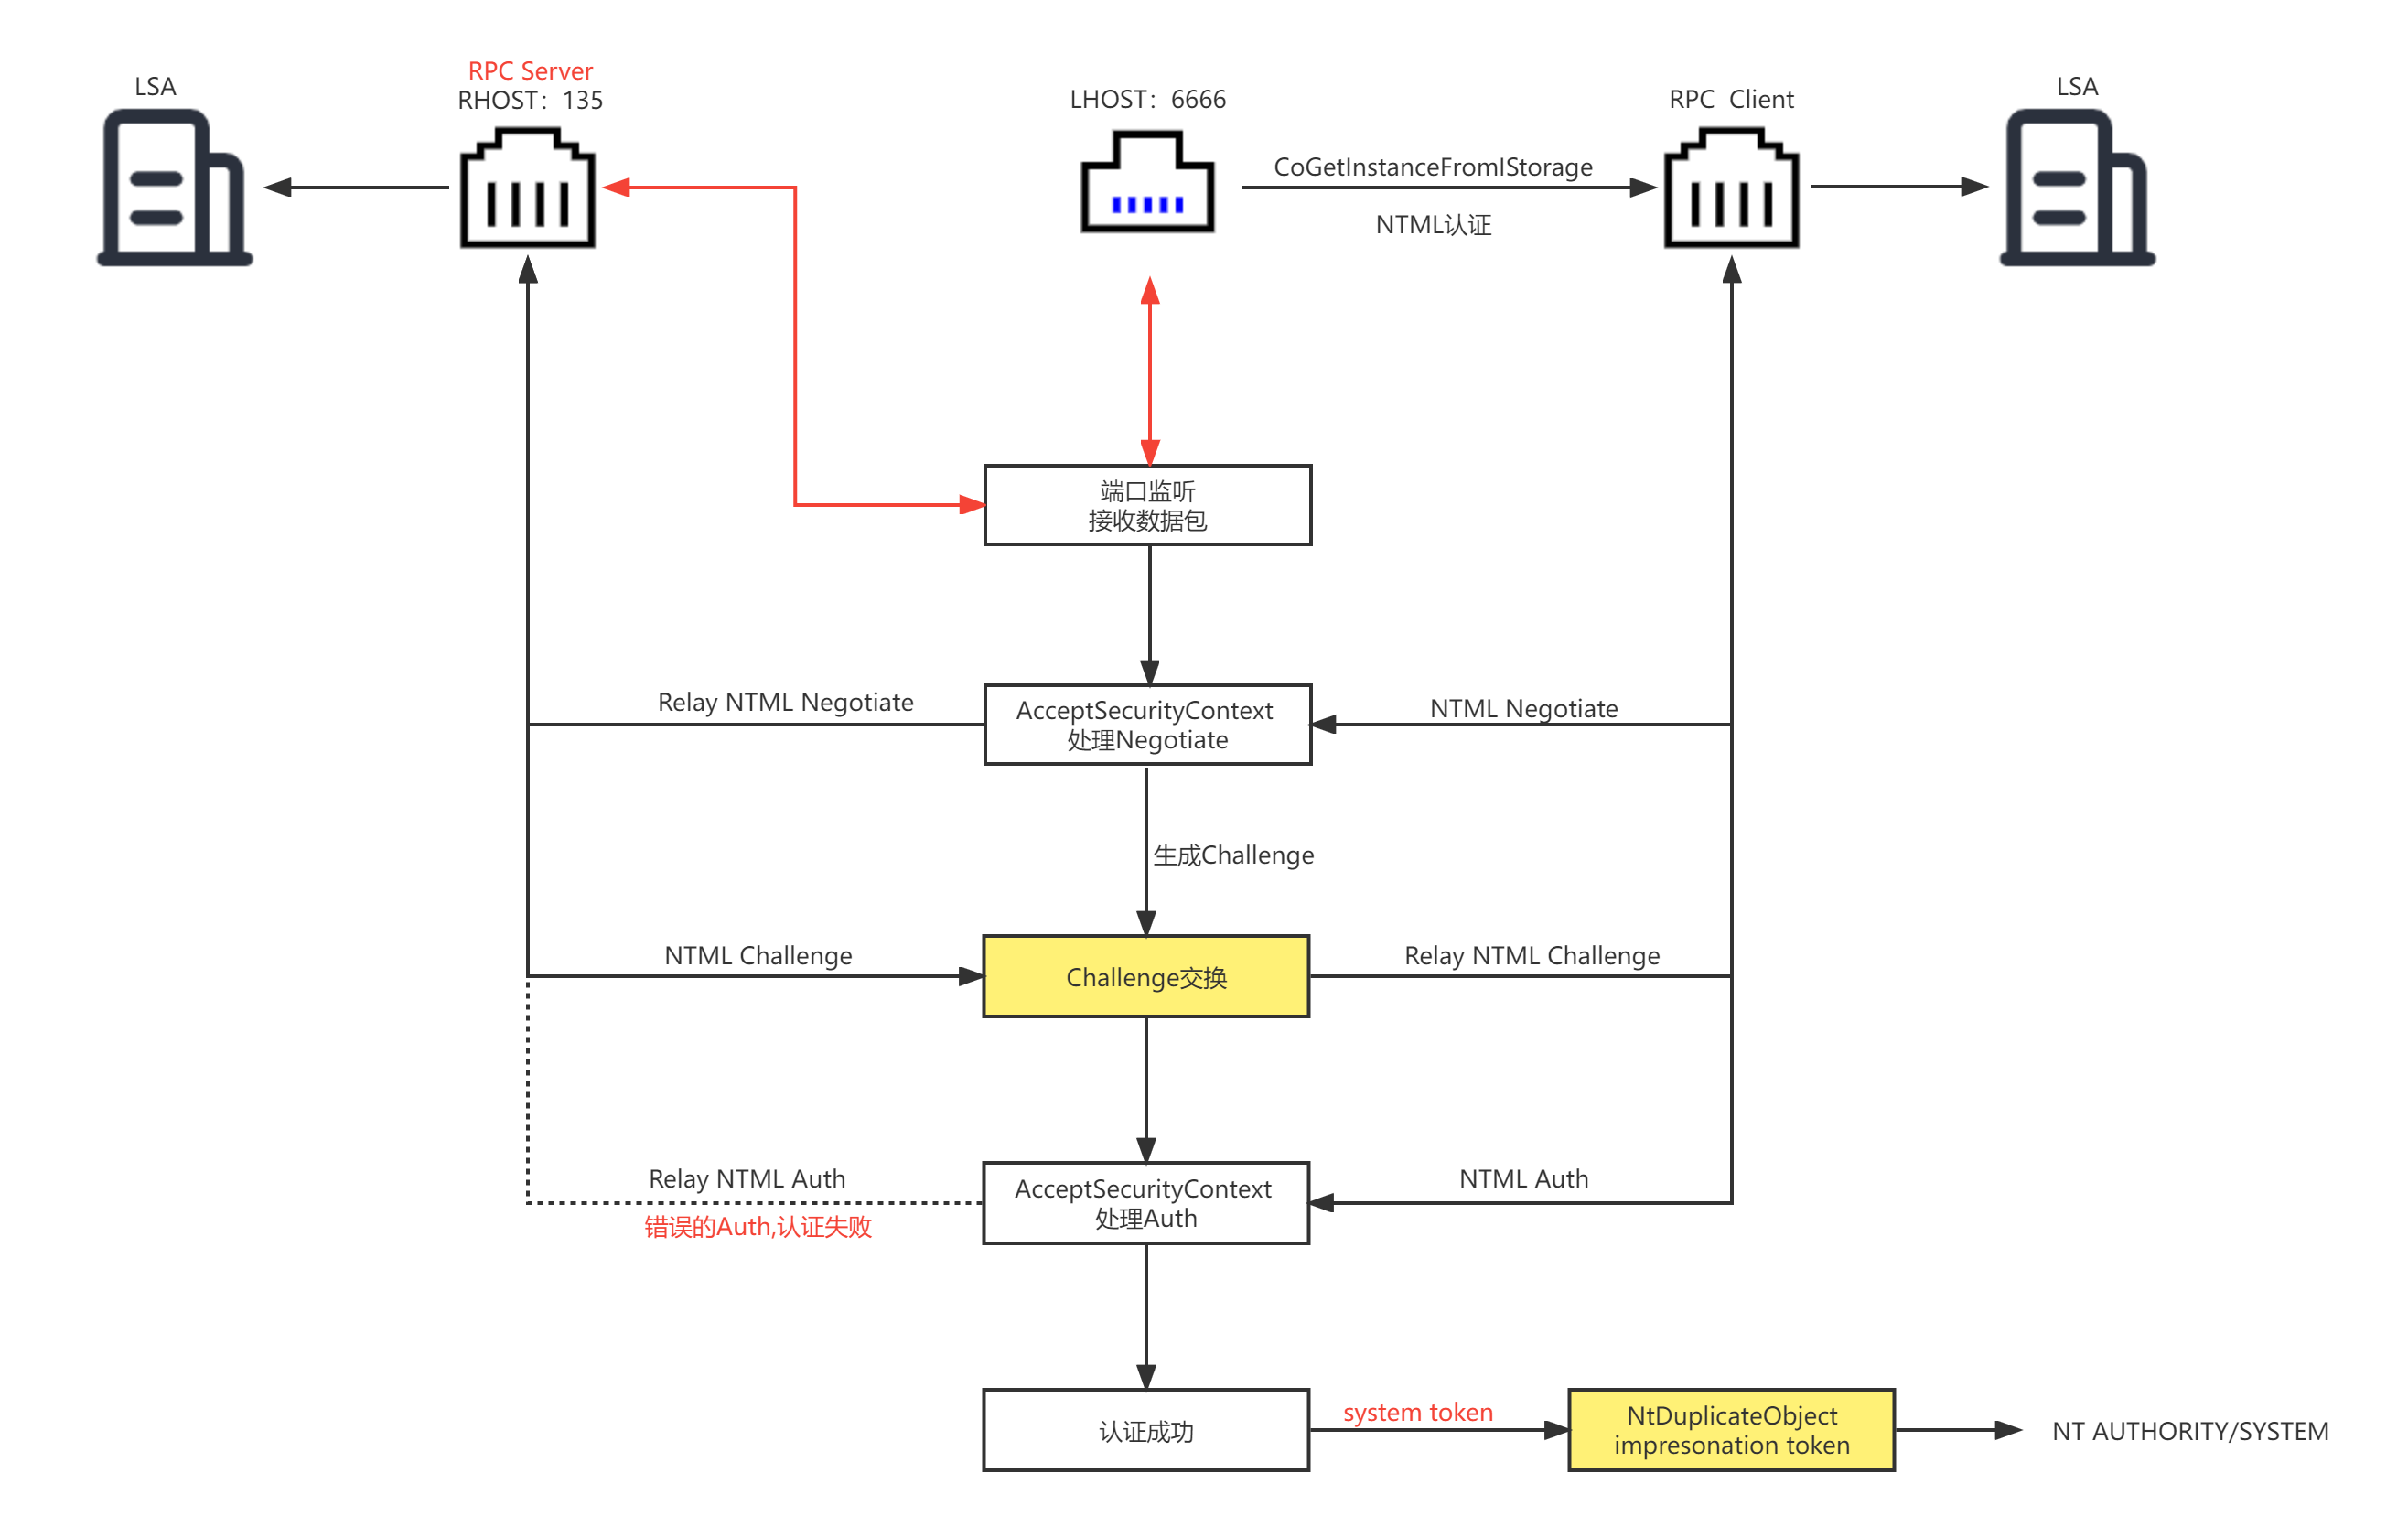 LSA
RPC Server
RHOST：135
LHOST：6666
RPC  Client
LSA
CoGetInstanceFromIStorage
NTML认证
端口监听
接收数据包
Relay NTML Negotiate
AcceptSecurityContext
处理Negotiate
NTML Negotiate
生成Challenge
NTML Challenge
Challenge交换
Relay NTML Challenge
Relay NTML Auth
错误的Auth,认证失败
AcceptSecurityContext
处理Auth
NTML Auth
认证成功
system token
NtDuplicateObject
impresonation token
NT AUTHORITY/SYSTEM